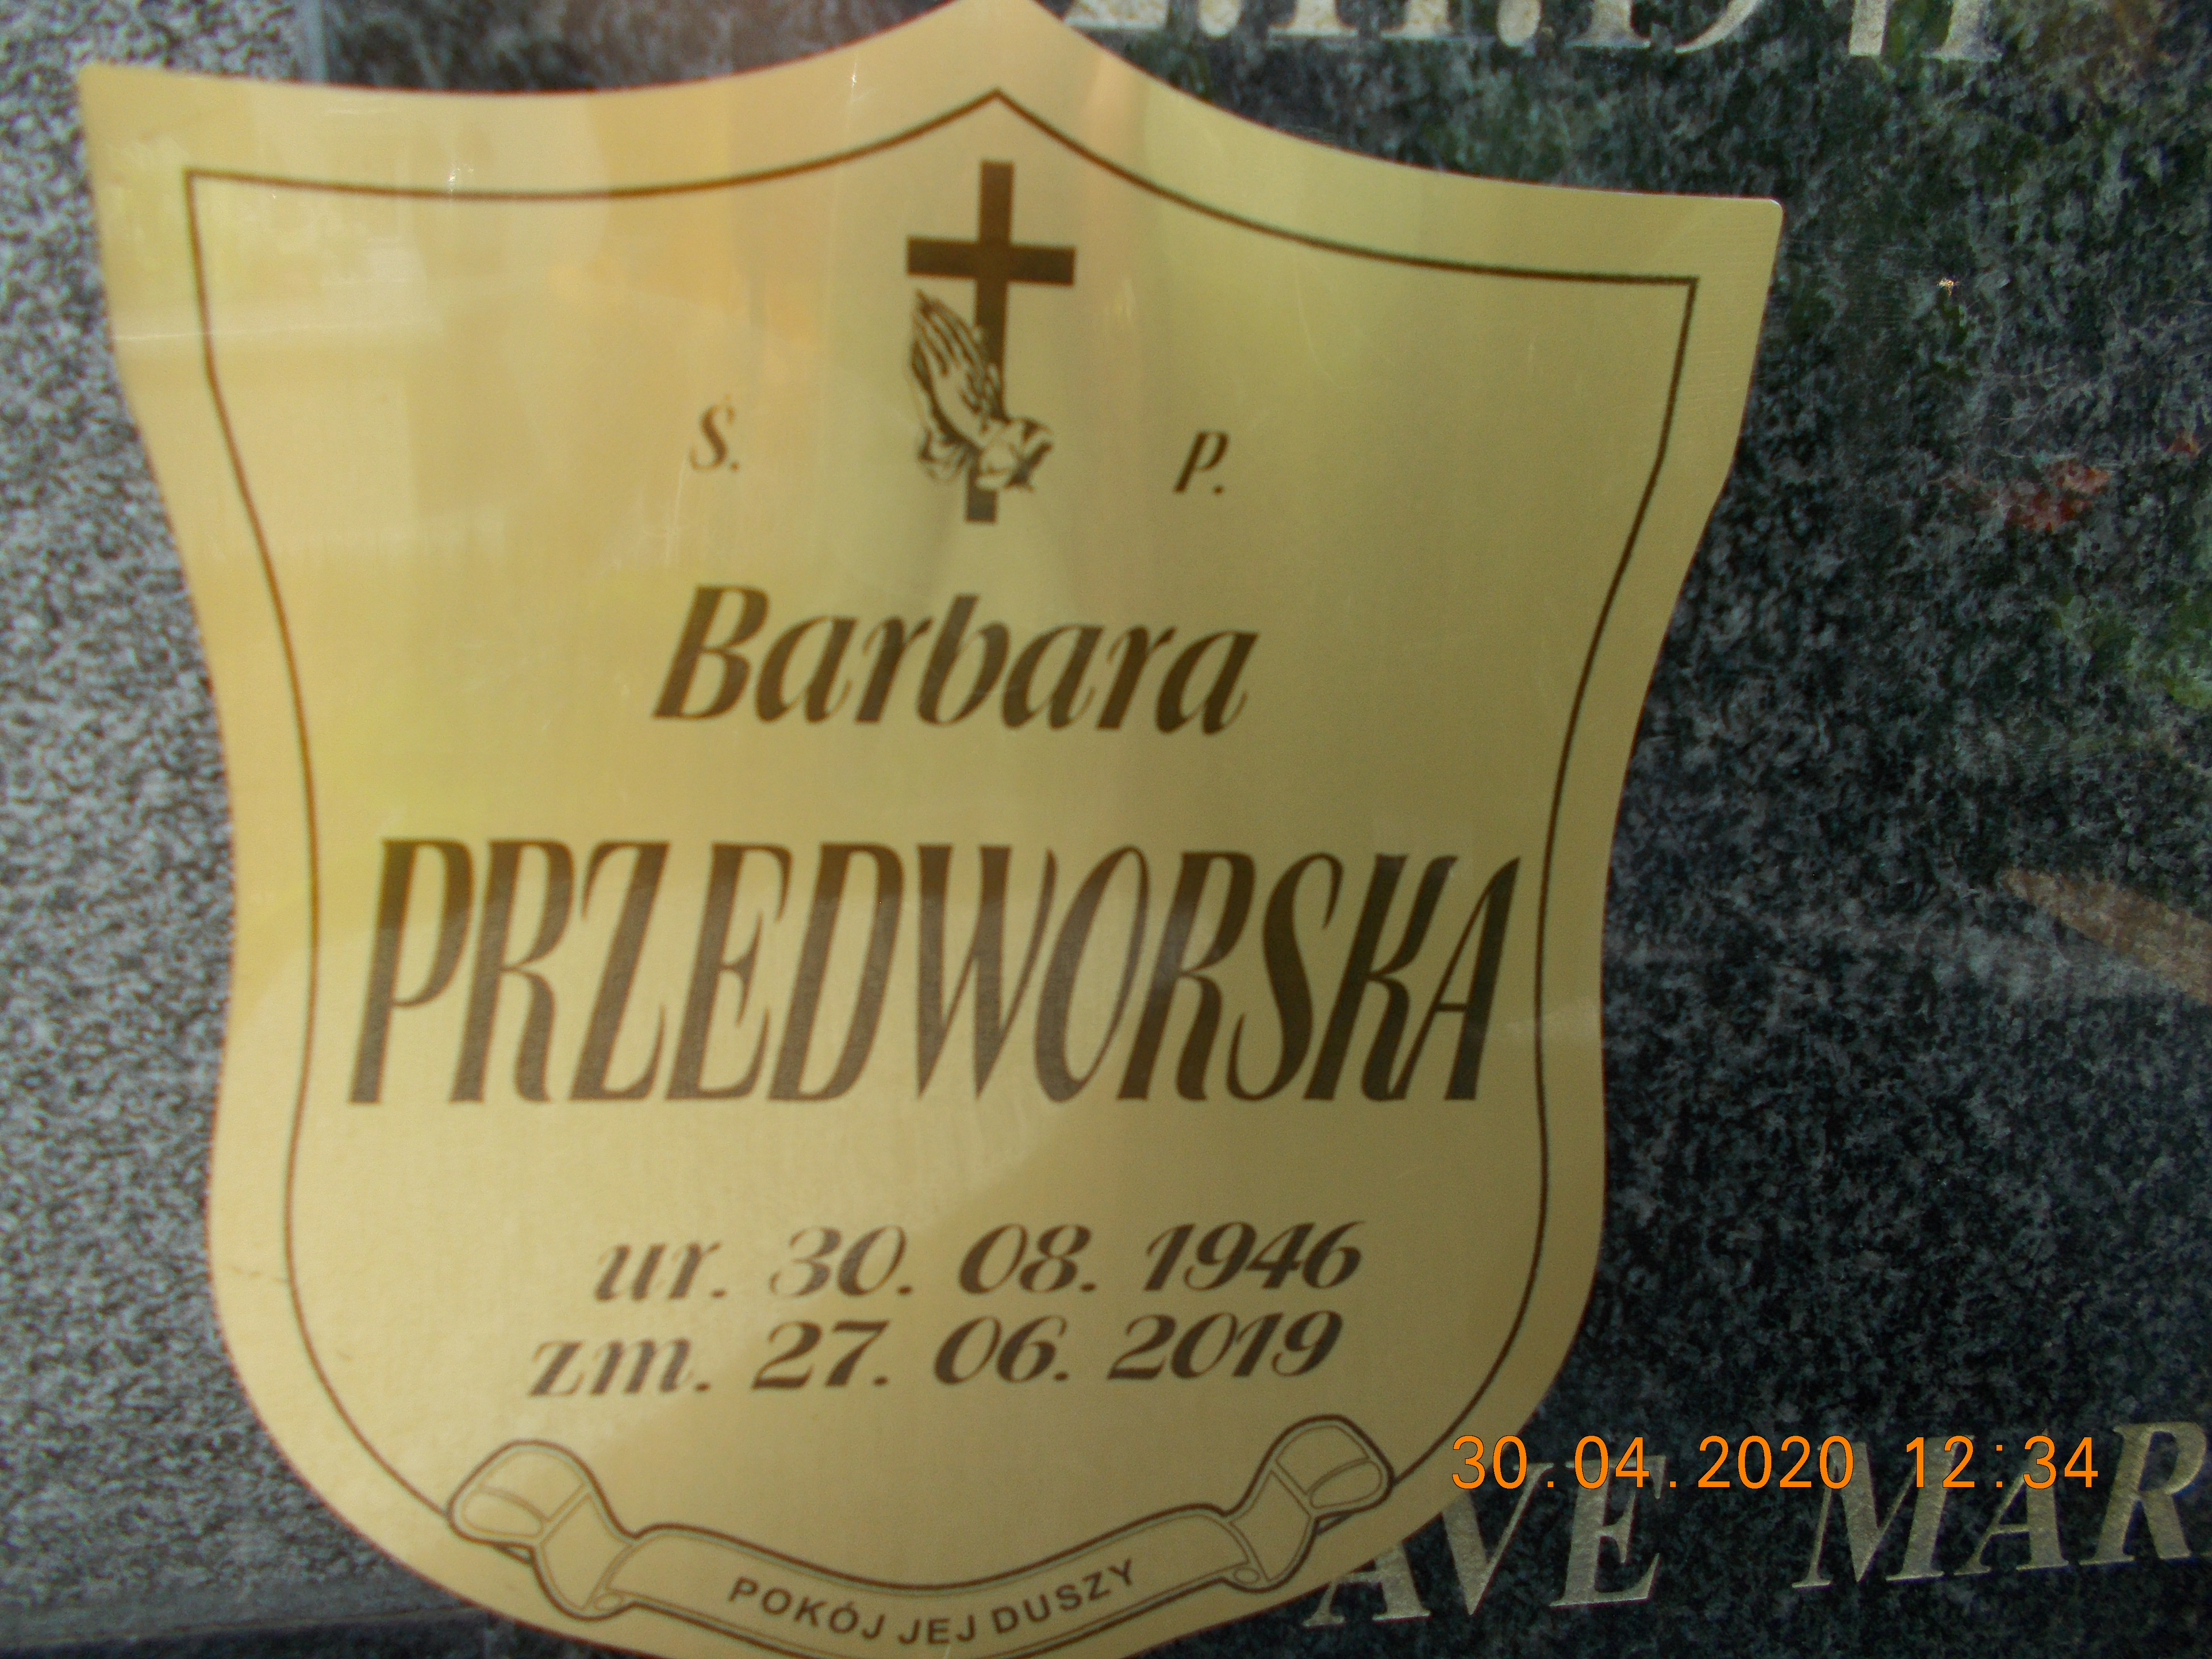 Ś. P.
Barbara
PRZEDWORSKA
ur. 30. 08. 1946
zm. 27. 06. 2019
POKÓJ JEJ DUSZY
30.04.2020 12:34
AVE MAR